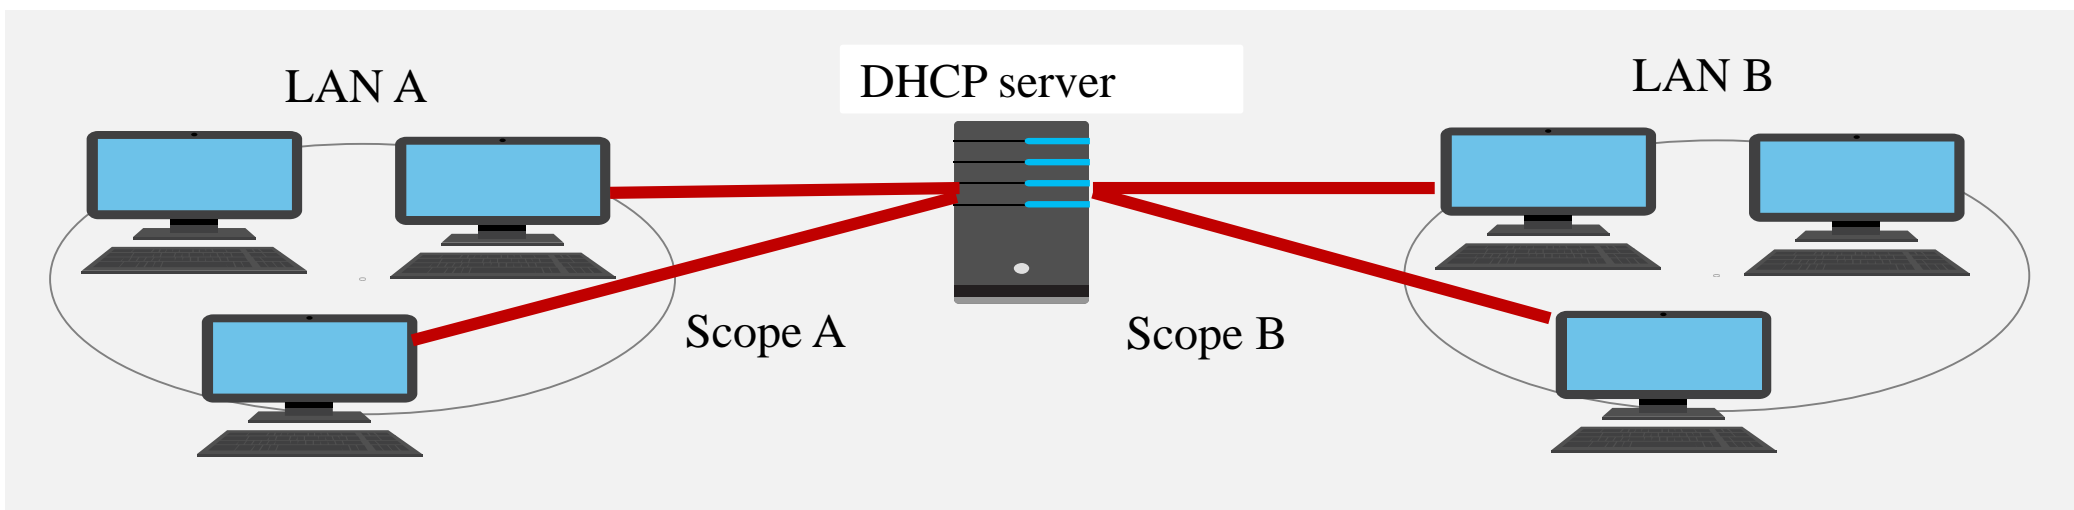 LAN A
DHCP server
LAN B
Scope A
Scope B